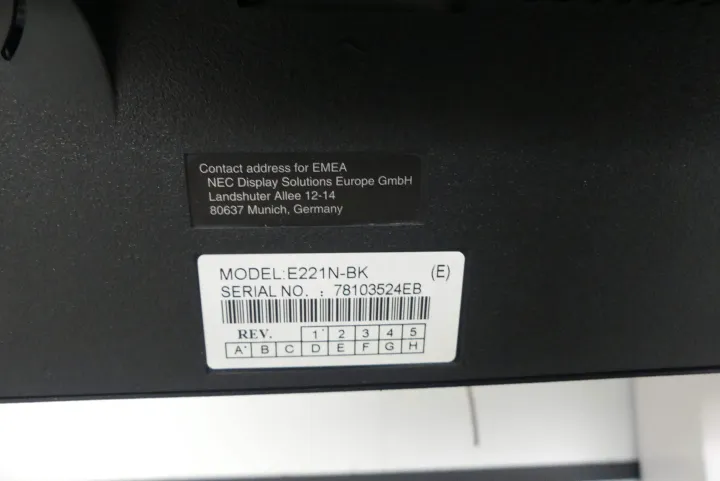 Contact address for EMEA
NEC Display Solutions Europe GmbH
Landshuter Allee 12-14
80637 Munich, Germany
MODEL:E221N-BK (E)
SERIAL NO. : 78103524EB
REV. 1 2 3 4 5
A B C D E F G H